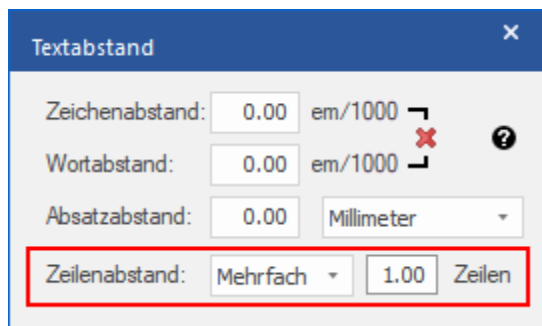 Textabstand
Zeichenabstand: 0.00 em/1000
Wortabstand: 0.00 em/1000
Absatzabstand: 0.00 Millimeter
Zeilenabstand: Mehrfach 1.00 Zeilen